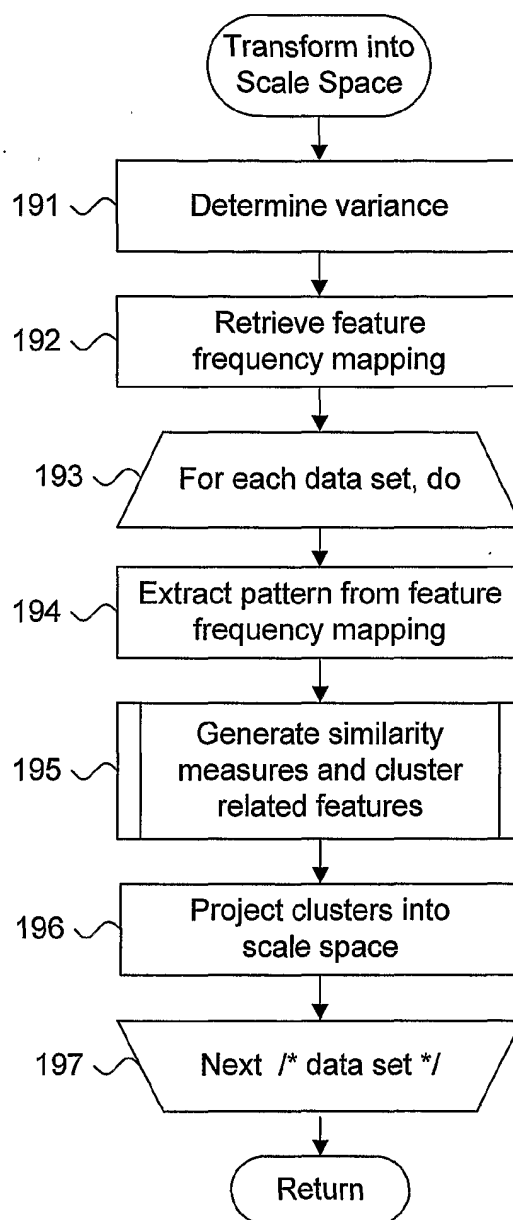 Transform into
Scale Space
191
Determine variance
192
Retrieve feature
frequency mapping
193
For each data set, do
194
Extract pattern from feature
frequency mapping
195
Generate similarity
measures and cluster
related features
196
Project clusters into
scale space
197
Next /* data set */
Return